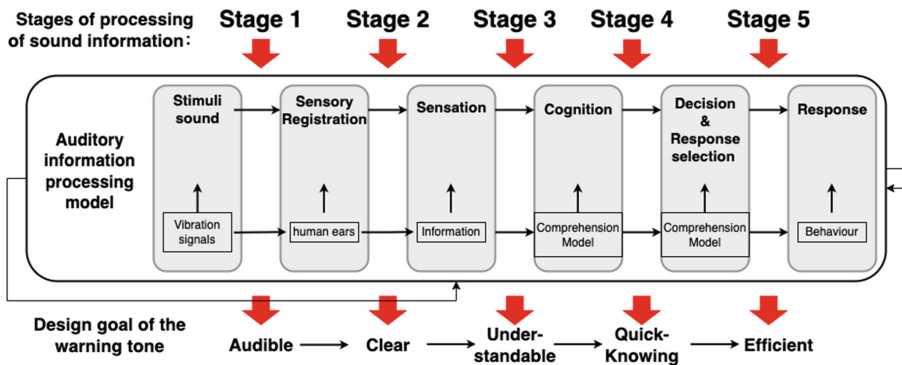 Stages of processing
of sound information:
Stage 1
Stage 2
Stage 3
Stage 4
Stage 5
Auditory
information
processing
model
Stimuli
sound
Sensory
Registration
Sensation
Cognition
Decision
&
Response
selection
Response
Vibration
signals
human ears
Information
Comprehension
Model
Comprehension
Model
Behaviour
Design goal of the
warning tone
Audible
Clear
Under-
standable
Quick-
Knowing
Efficient